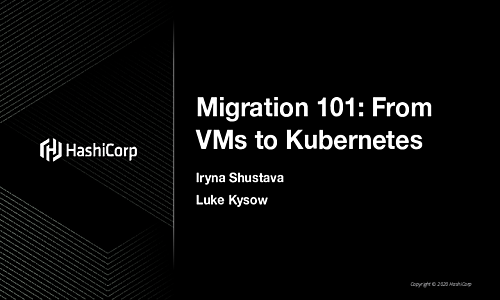 HashiCorp
Migration 101: From
VMs to Kubernetes
Iryna Shustava
Luke Kysow
Copyright © 2020 HashiCorp